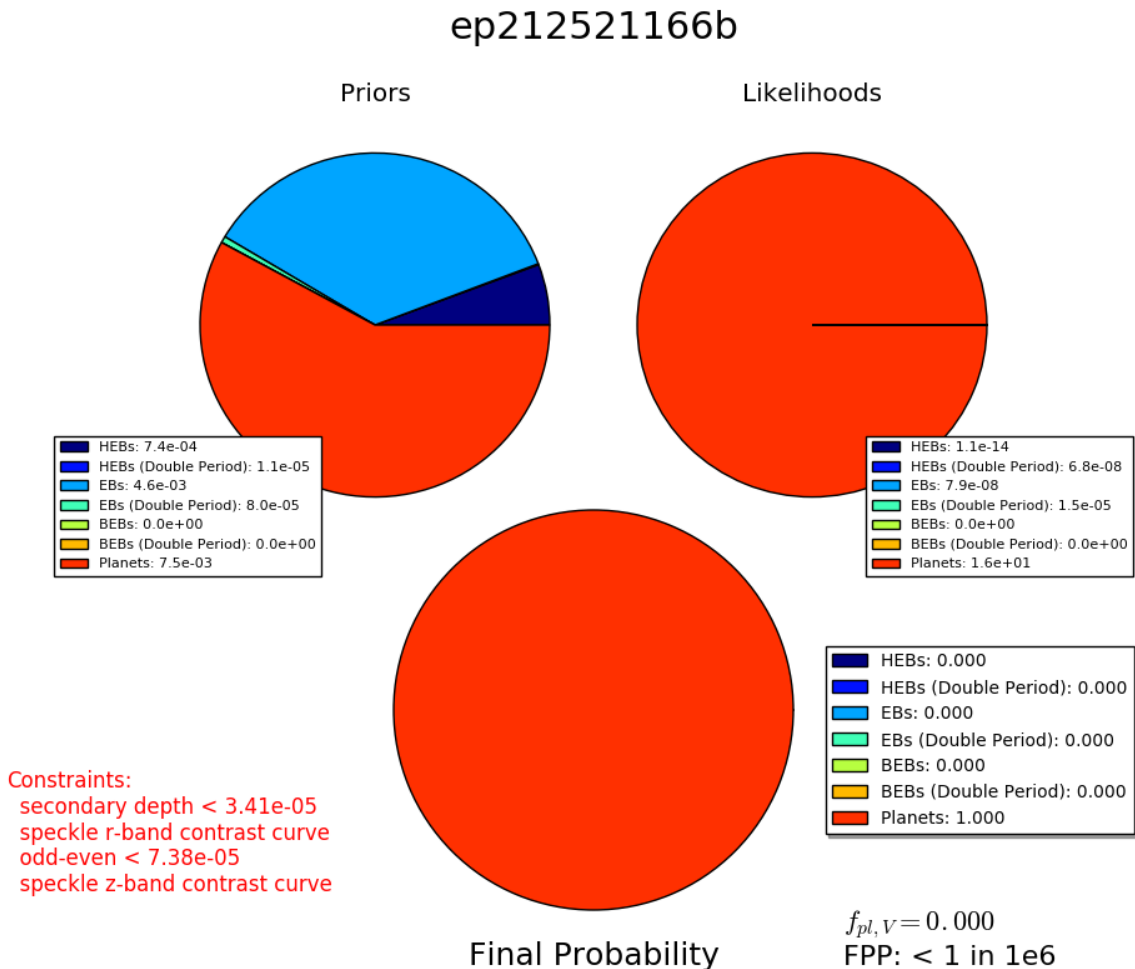 ep212521166b
Priors
Likelihoods
HEBs: 7.4e-04
HEBs (Double Period): 1.1e-05
EBs: 4.6e-03
EBs (Double Period): 8.0e-05
BEBs: 0.0e+00
BEBs (Double Period): 0.0e+00
Planets: 7.5e-03
HEBs: 1.1e-14
HEBs (Double Period): 6.8e-08
EBs: 7.9e-08
EBs (Double Period): 1.5e-05
BEBs: 0.0e+00
BEBs (Double Period): 0.0e+00
Planets: 1.6e+01
HEBs: 0.000
HEBs (Double Period): 0.000
EBs: 0.000
EBs (Double Period): 0.000
BEBs: 0.000
BEBs (Double Period): 0.000
Planets: 1.000
Constraints:
secondary depth < 3.41e-05
speckle r-band contrast curve
odd-even < 7.38e-05
speckle z-band contrast curve
Final Probability
f_{pl, V} = 0.000
FPP: < 1 in 1e6